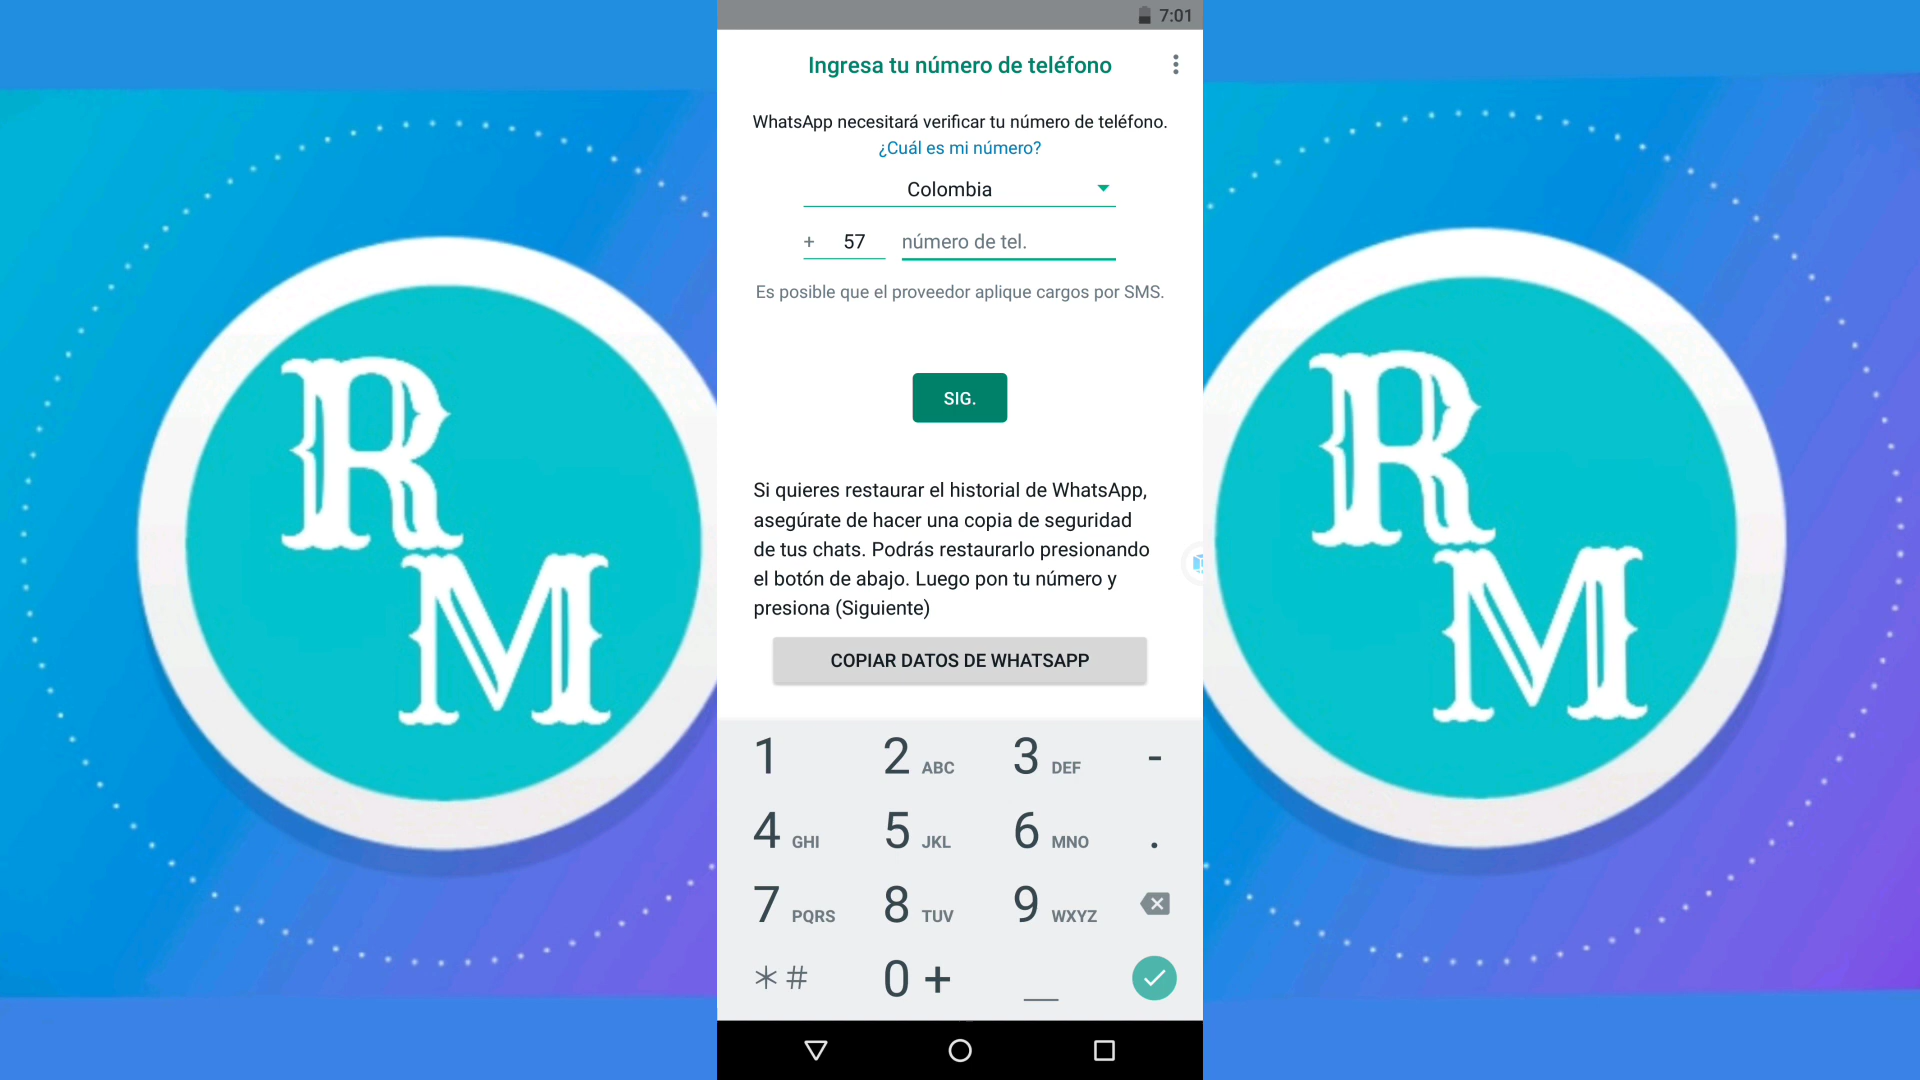 7:01
Ingresa tu número de teléfono
WhatsApp necesitará verificar tu número de teléfono.
¿Cuál es mi número?
Colombia
+ 57 número de tel.
Es posible que el proveedor aplique cargos por SMS.
SIG.
Si quieres restaurar el historial de WhatsApp,
asegúrate de hacer una copia de seguridad
de tus chats. Podrás restaurarlo presionando
el botón de abajo. Luego pon tu número y
presiona (Siguiente)
COPIAR DATOS DE WHATSAPP
1 2 ABC 3 DEF -
4 GHI 5 JKL 6 MNO .
7 PQRS 8 TUV 9 WXYZ
*# 0 + _
R
M
R
M